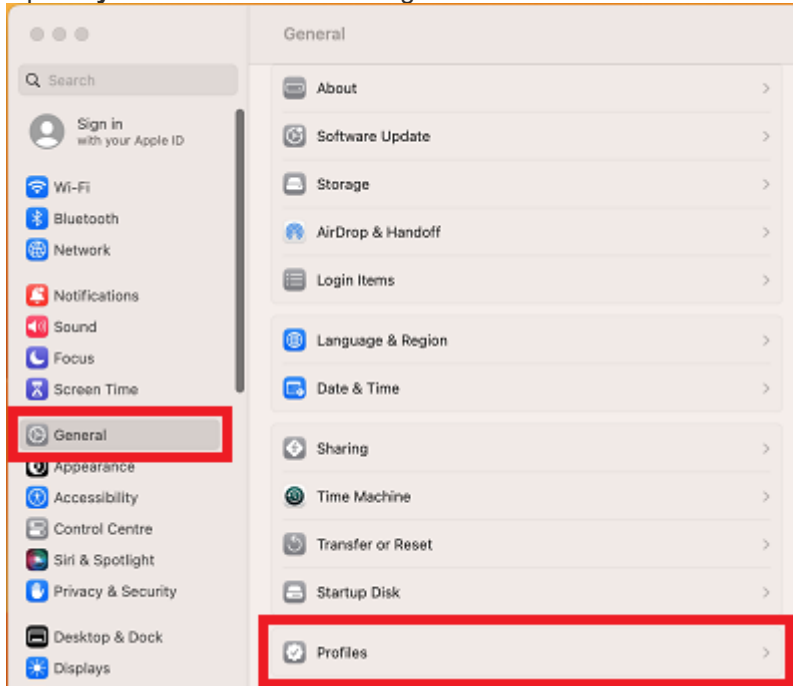 General
Search
Sign in
with your Apple ID
Wi-Fi
Bluetooth
Network
Notifications
Sound
Focus
Screen Time
General
Appearance
Accessibility
Control Centre
Siri & Spotlight
Privacy & Security
Desktop & Dock
Displays
About
Software Update
Storage
AirDrop & Handoff
Login Items
Language & Region
Date & Time
Sharing
Time Machine
Transfer or Reset
Startup Disk
Profiles